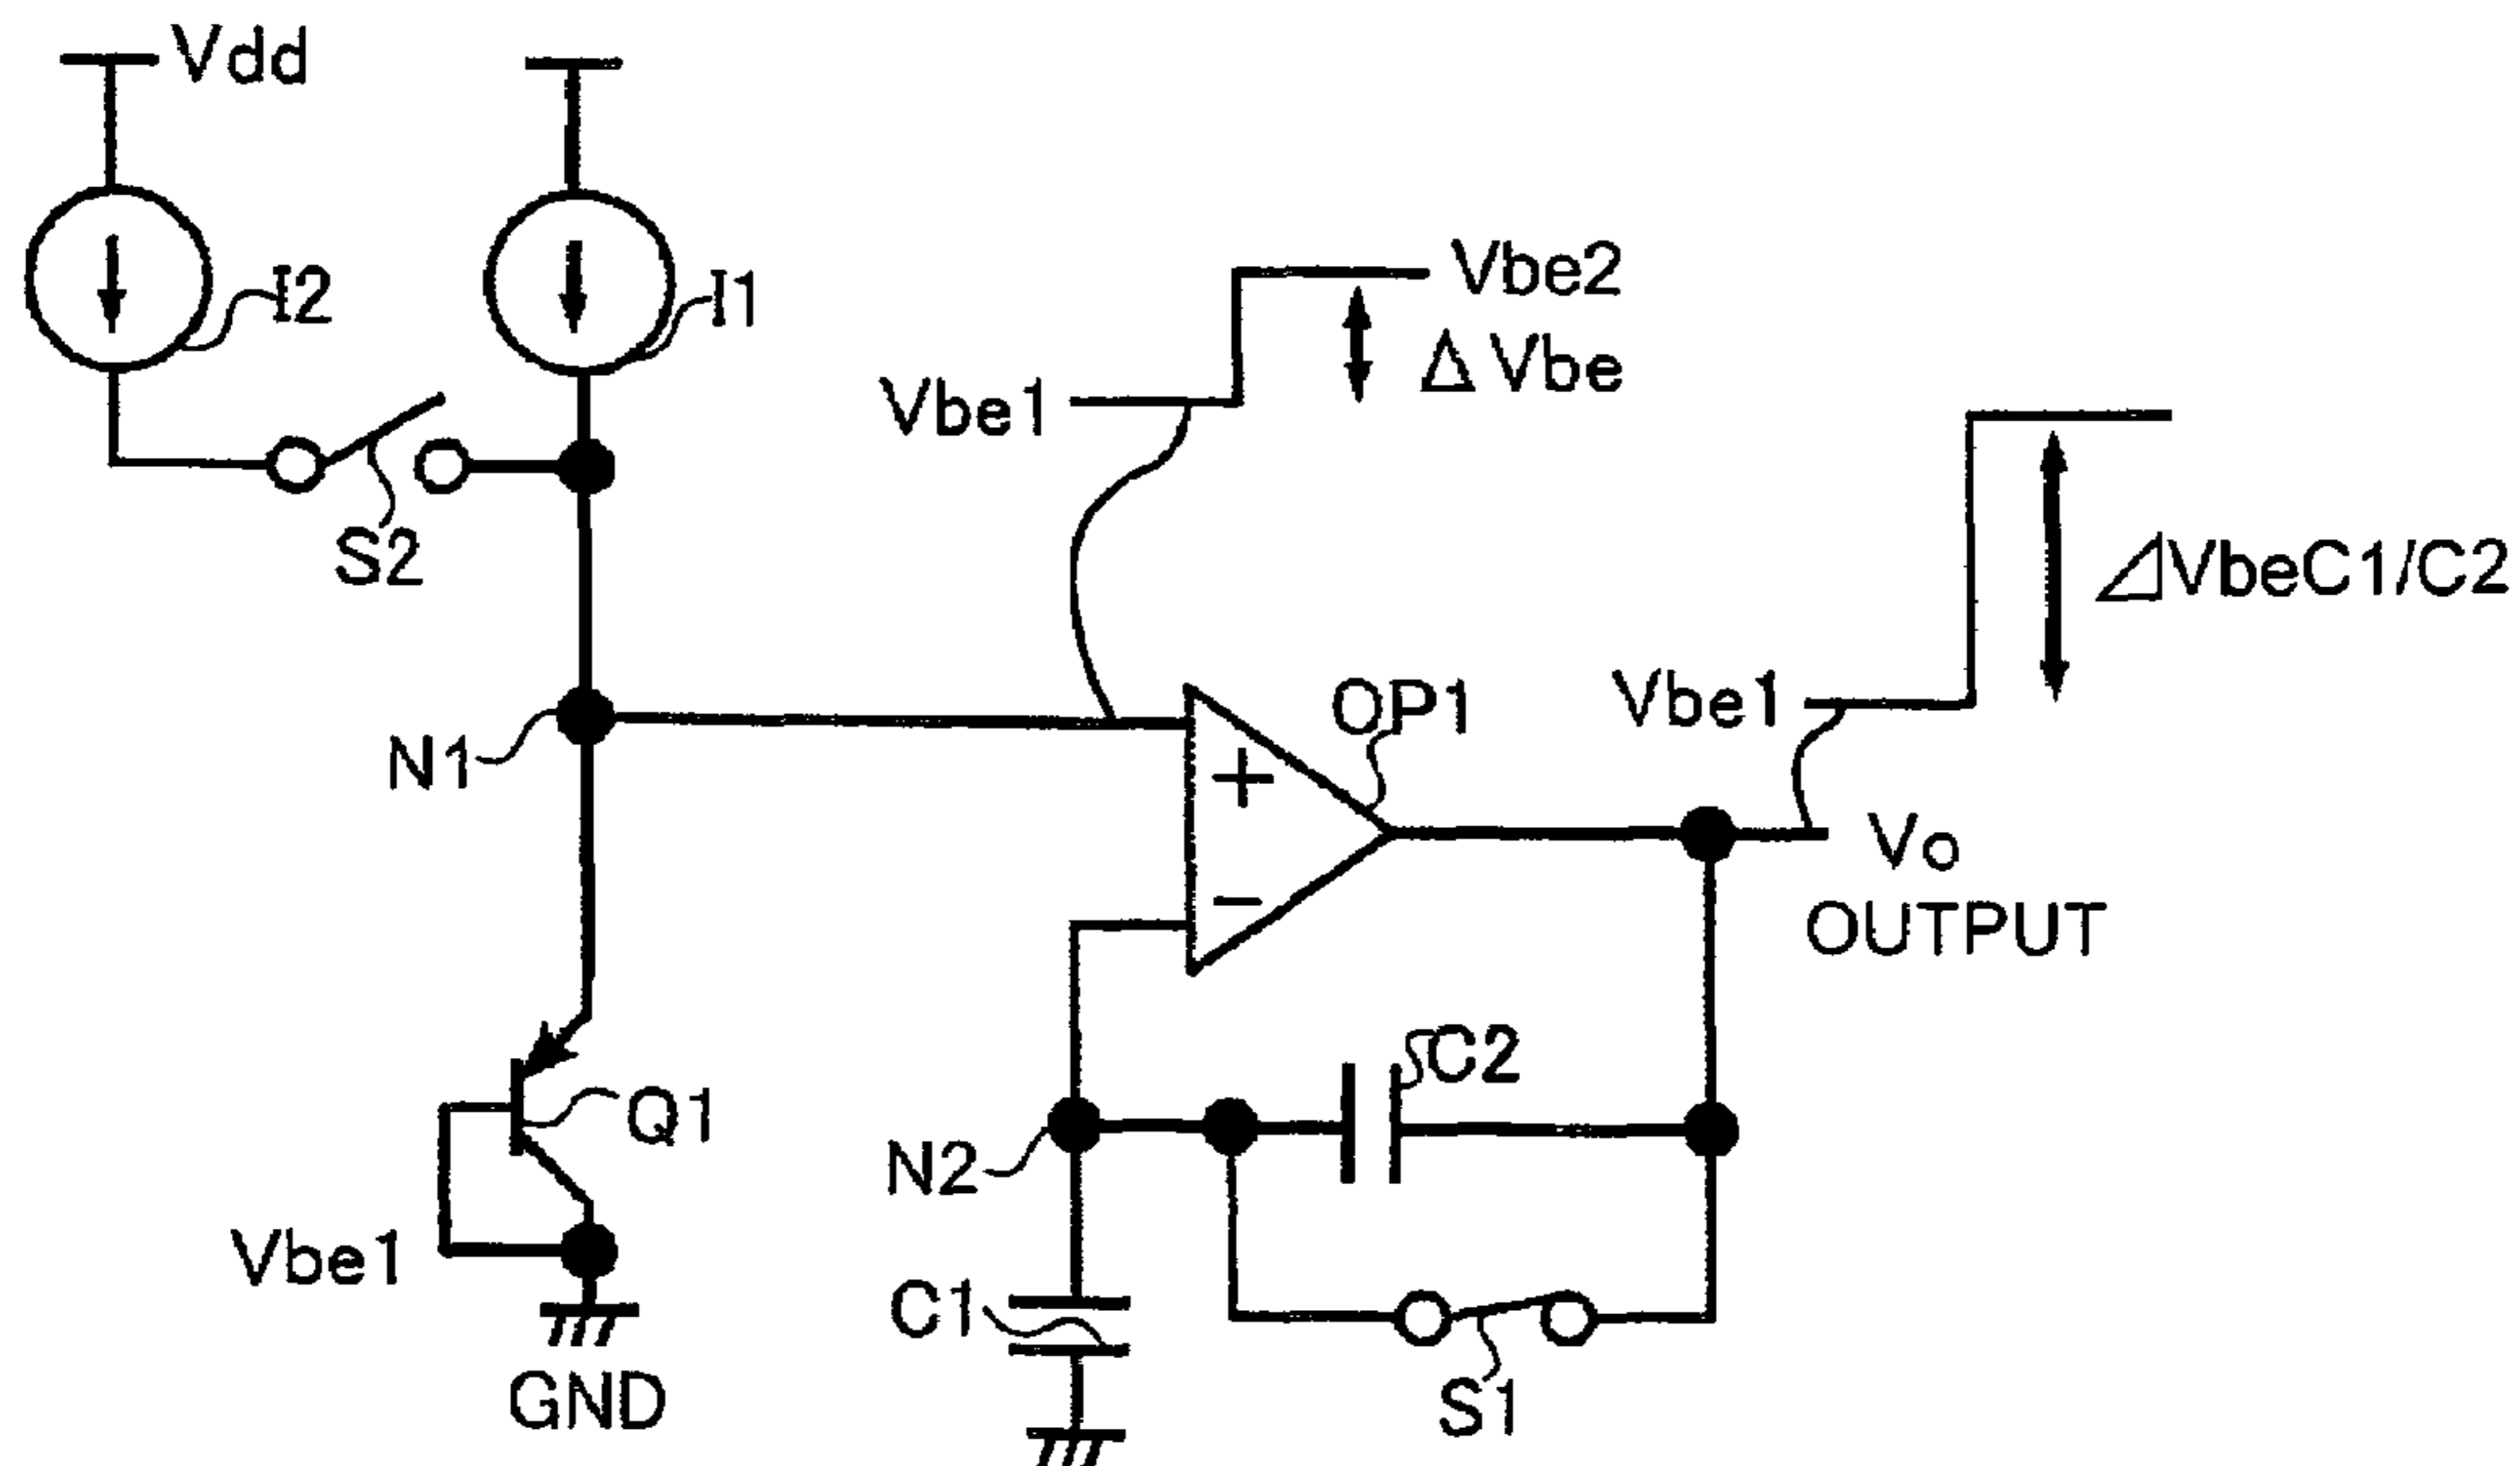 Vdd
I2
I1
Vbe2
Δ Vbe
Vbe1
S2
⊿VbeC1/C2
OP1
Vbe1
N1
+
Vo
−
OUTPUT
C2
Q1
N2
Vbe1
C1
GND
S1